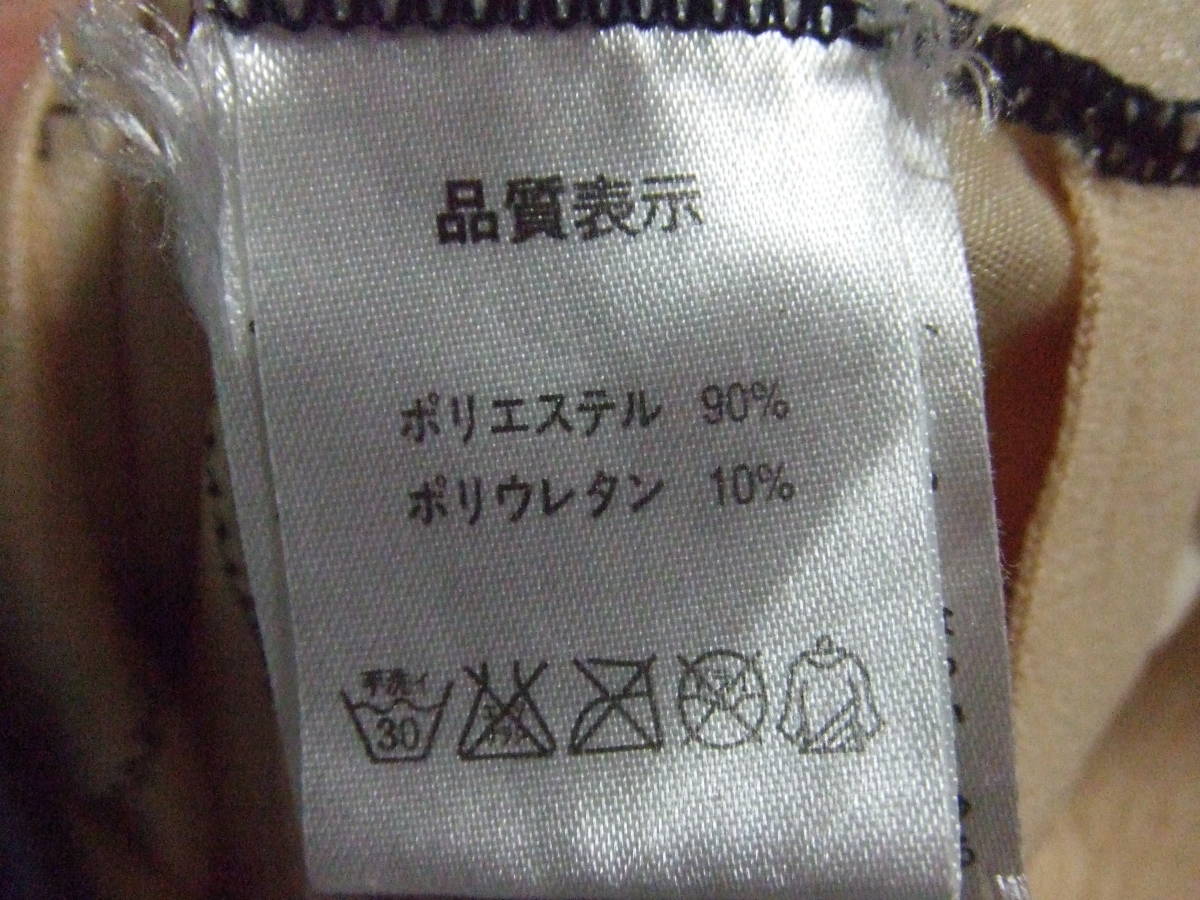 品質表示
ポリエステル 90%
ポリウレタン 10%
手洗イ
30